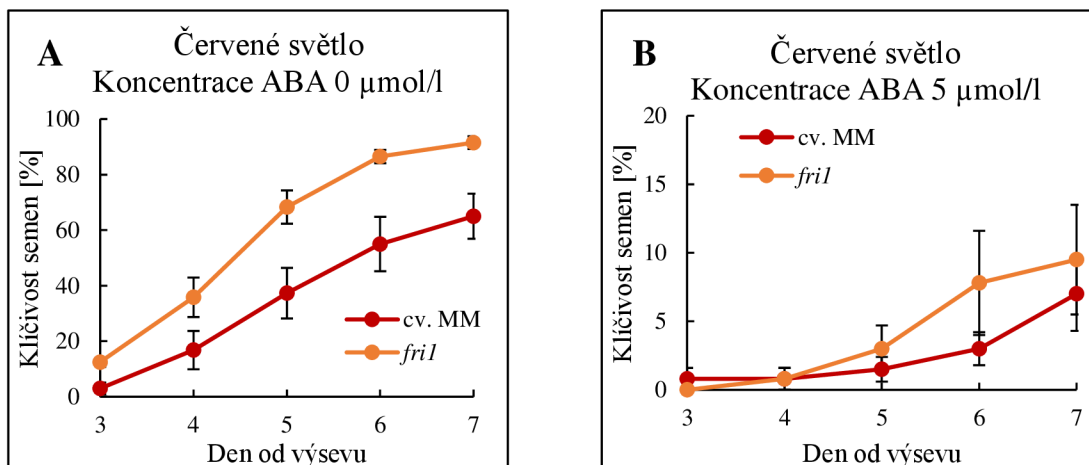 A
Červené světlo
Koncentrace ABA 0 µmol/l
Klíčivost semen [%]
100
80
60
40
20
0
cv. MM
fri1
3 4 5 6 7
Den od výsevu
B
Červené světlo
Koncentrace ABA 5 µmol/l
Klíčivost semen [%]
20
15
10
5
0
cv. MM
fri1
3 4 5 6 7
Den od výsevu